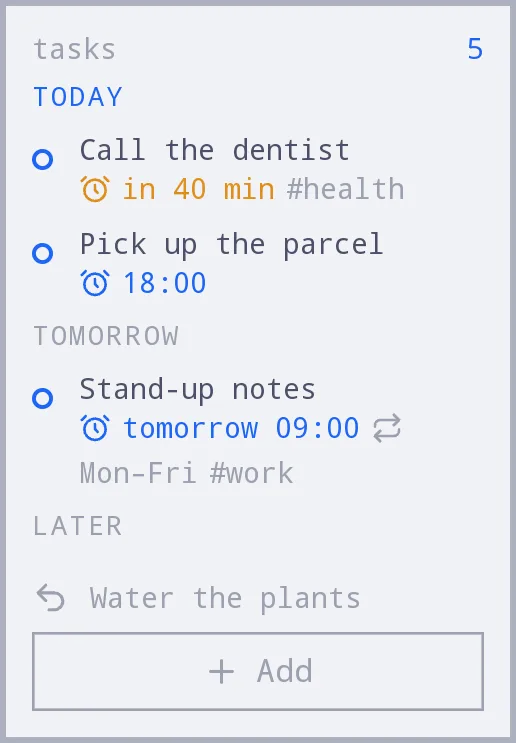 tasks 5
TODAY
Call the dentist
in 40 min #health
Pick up the parcel
18:00
TOMORROW
Stand-up notes
tomorrow 09:00
Mon–Fri #work
LATER
Water the plants
+ Add